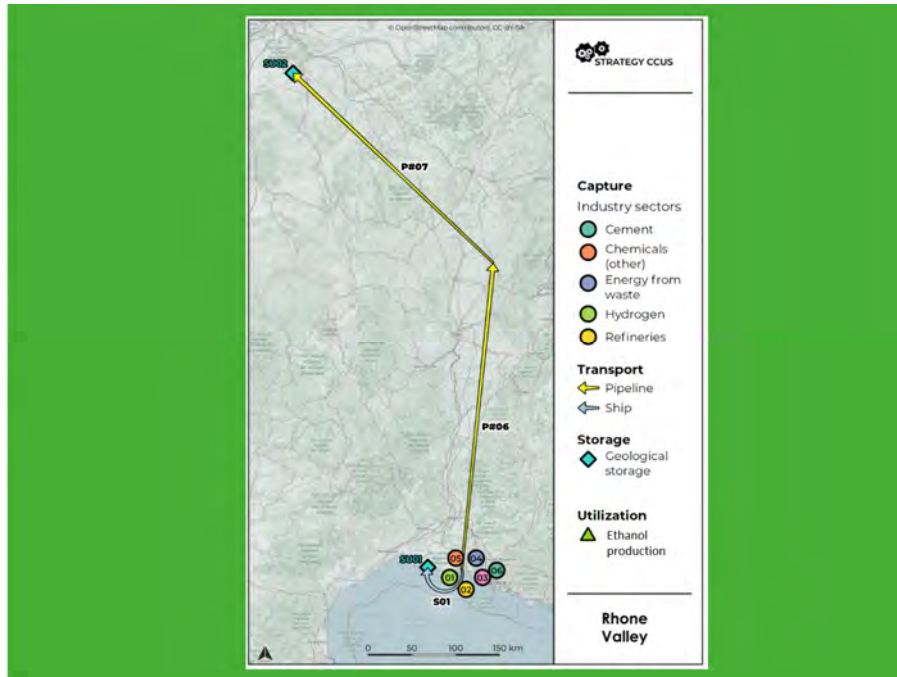 © OpenStreetMap contributors, CC-BY-SA
STRATEGY CCUS
SU02
P#07
P#06
SU01
S01
05
04
06
01
03
02
0 50 100 150 km
Capture
Industry sectors
Cement
Chemicals
(other)
Energy from
waste
Hydrogen
Refineries
Transport
Pipeline
Ship
Storage
Geological
storage
Utilization
Ethanol
production
Rhone
Valley